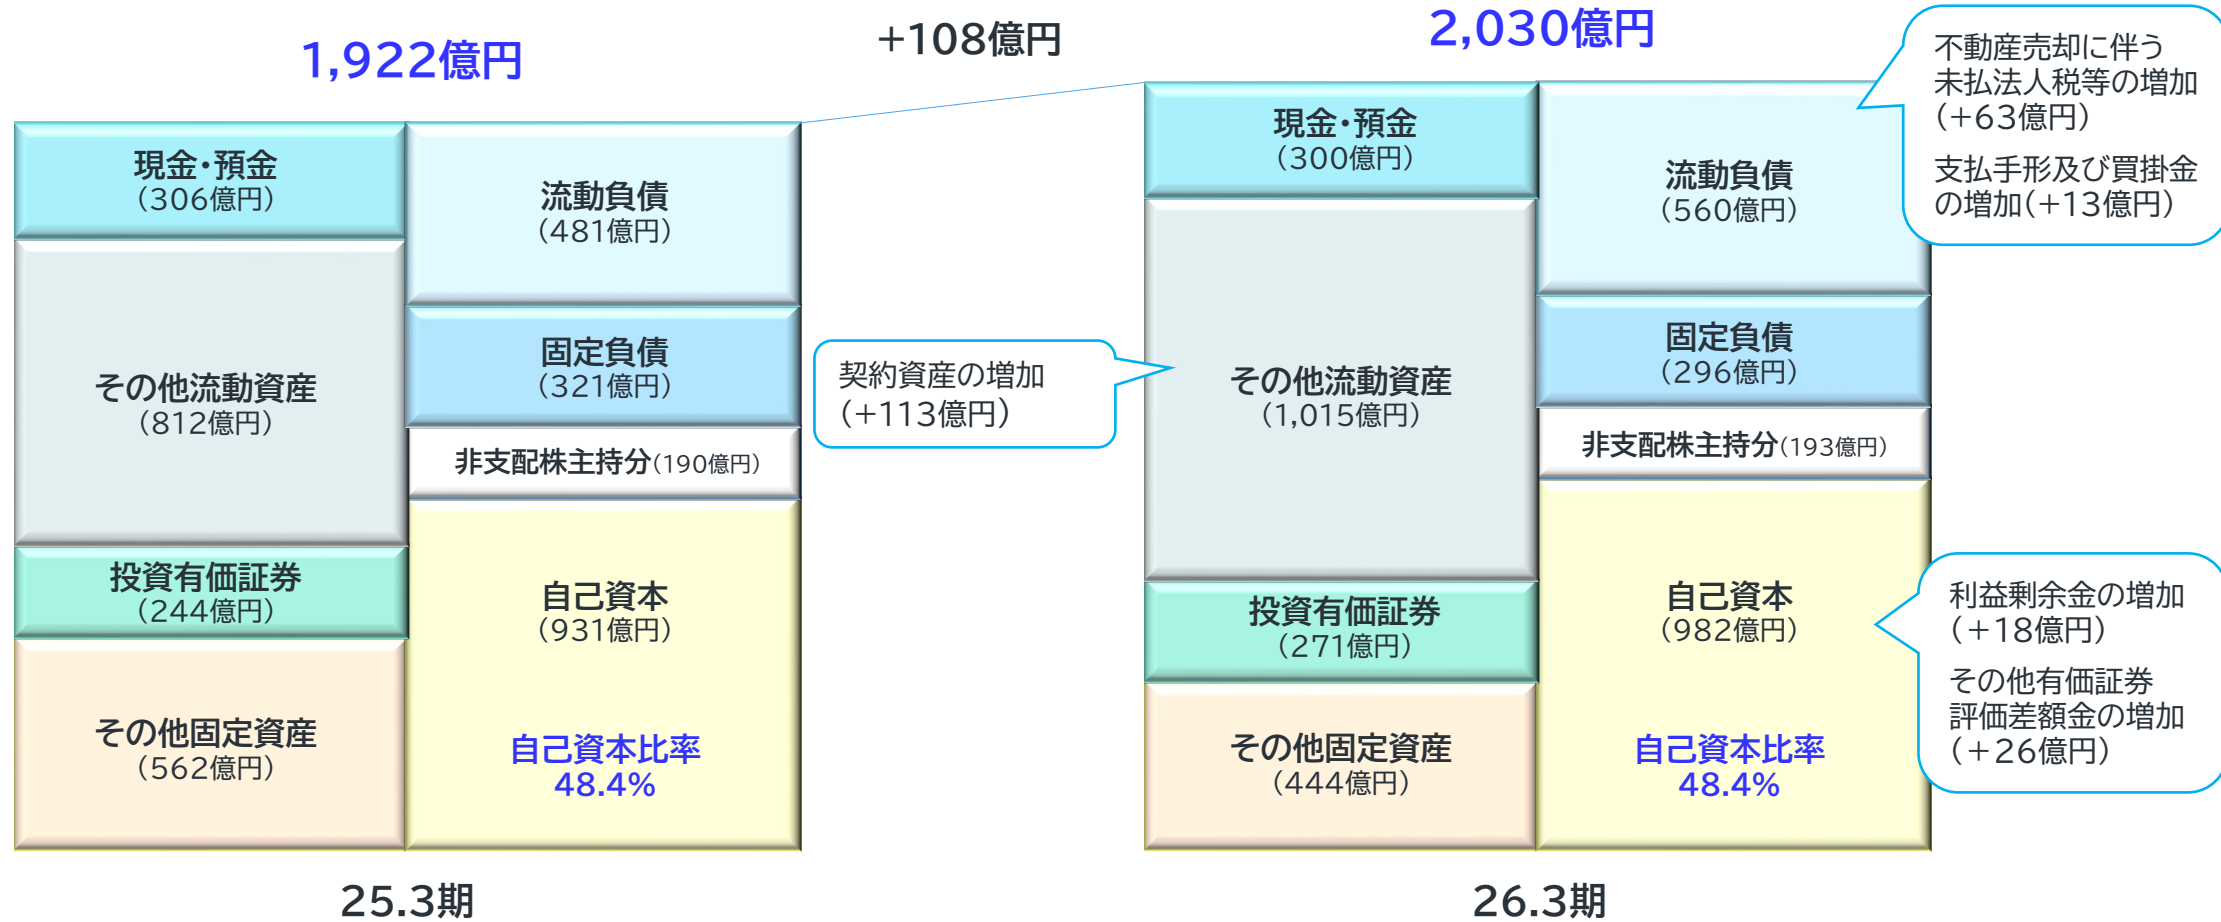 1,922億円
+108億円
2,030億円
現金・預金
（306億円）
その他流動資産
（812億円）
投資有価証券
（244億円）
その他固定資産
（562億円）
流動負債
（481億円）
固定負債
（321億円）
非支配株主持分（190億円）
自己資本
（931億円）
自己資本比率
48.4%
25.3期
契約資産の増加
（+113億円）
現金・預金
（300億円）
その他流動資産
（1,015億円）
投資有価証券
（271億円）
その他固定資産
（444億円）
流動負債
（560億円）
固定負債
（296億円）
非支配株主持分（193億円）
自己資本
（982億円）
自己資本比率
48.4%
26.3期
不動産売却に伴う
未払法人税等の増加
（+63億円）
支払手形及び買掛金
の増加（+13億円）
利益剰余金の増加
（＋18億円）
その他有価証券
評価差額金の増加
（＋26億円）